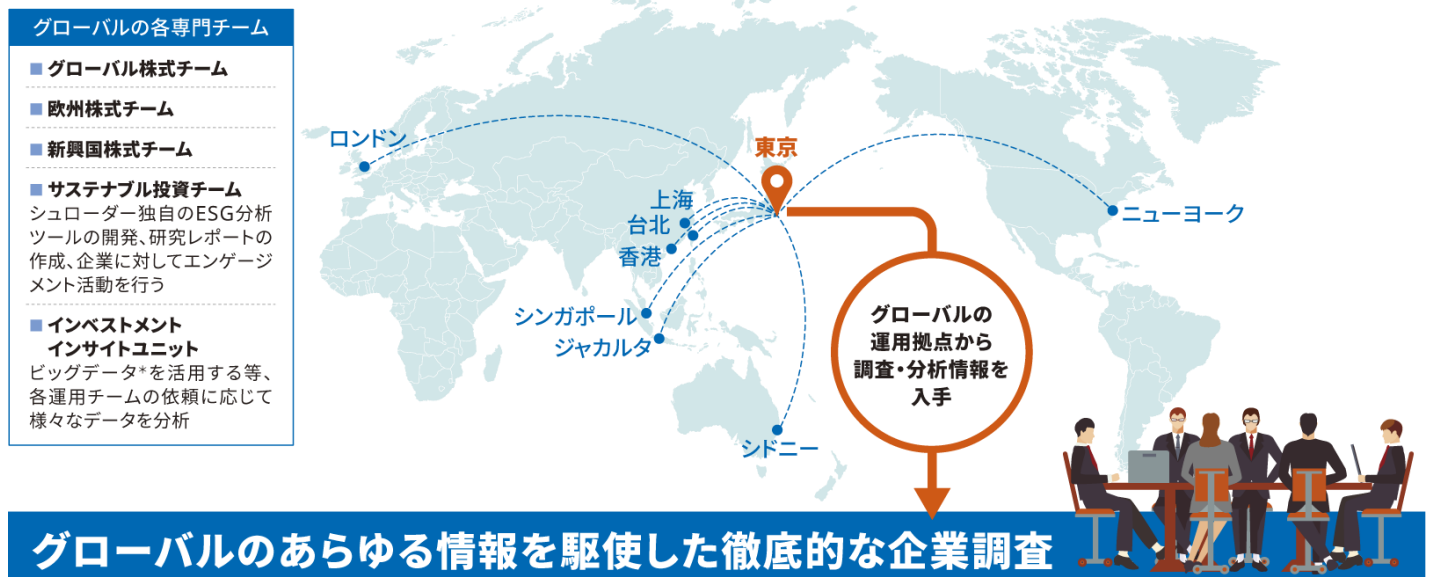 グローバルの各専門チーム
■ グローバル株式チーム
■ 欧州株式チーム
■ 新興国株式チーム
■ サステナブル投資チーム
シュローダー独自のESG分析
ツールの開発、研究レポートの
作成、企業に対してエンゲージ
メント活動を行う
■ インベストメント
インサイトユニット
ビッグデータ*を活用する等、
各運用チームの依頼に応じて
様々なデータを分析
ロンドン
東京
上海
台北
香港
ニューヨーク
シンガポール
ジャカルタ
シドニー
グローバルの
運用拠点から
調査・分析情報を
入手
グローバルのあらゆる情報を駆使した徹底的な企業調査